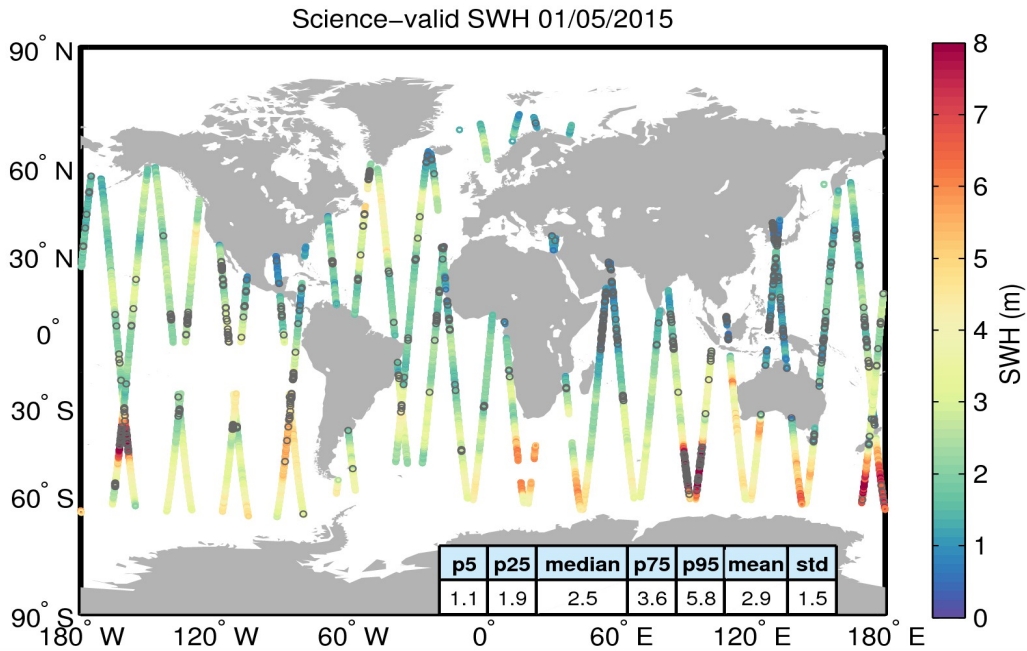 Science−valid SWH 01/05/2015
90° N
60° N
30° N
0°
30° S
60° S
90° S
180° W
120° W
60° W
0°
60° E
120° E
180° E
p5 p25 median p75 p95 mean std
1.1 1.9 2.5 3.6 5.8 2.9 1.5
8
7
6
5
4
3
2
1
0
SWH (m)